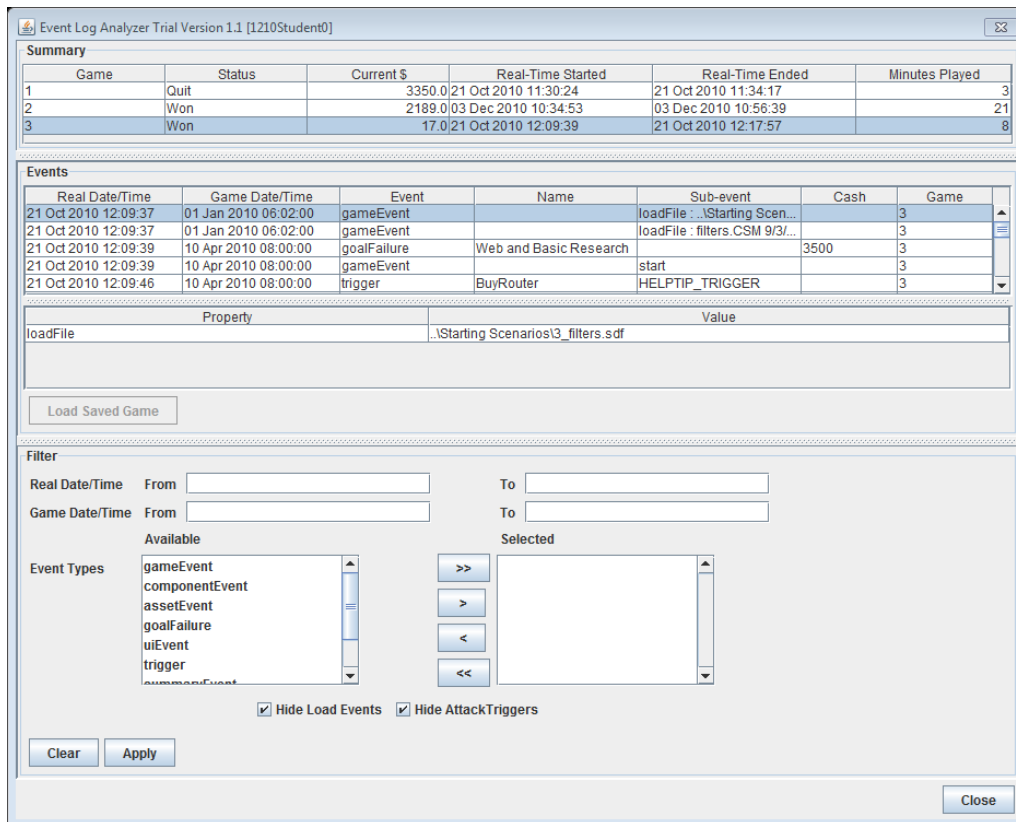 Event Log Analyzer Trial Version 1.1 [1210Student0]
Summary
Game Status Current $ Real-Time Started Real-Time Ended Minutes Played
1 Quit 3350.0 21 Oct 2010 11:30:24 21 Oct 2010 11:34:17 3
2 Won 2189.0 03 Dec 2010 10:34:53 03 Dec 2010 10:56:39 21
3 Won 17.0 21 Oct 2010 12:09:39 21 Oct 2010 12:17:57 8
Events
Real Date/Time Game Date/Time Event Name Sub-event Cash Game
21 Oct 2010 12:09:37 01 Jan 2010 06:02:00 gameEvent loadFile : ..\Starting Scen... 3
21 Oct 2010 12:09:37 01 Jan 2010 06:02:00 gameEvent loadFile : filters.CSM 9/3/... 3
21 Oct 2010 12:09:39 10 Apr 2010 08:00:00 goalFailure Web and Basic Research 3500 3
21 Oct 2010 12:09:39 10 Apr 2010 08:00:00 gameEvent start 3
21 Oct 2010 12:09:46 10 Apr 2010 08:00:00 trigger BuyRouter HELPTIP_TRIGGER 3
Property Value
loadFile ..\Starting Scenarios\3_filters.sdf
Load Saved Game
Filter
Real Date/Time From To
Game Date/Time From To
Available Selected
Event Types
gameEvent >>
componentEvent
assetEvent >
goalFailure
uiEvent <
trigger
summaryEvent <<
Hide Load Events Hide AttackTriggers
Clear Apply
Close